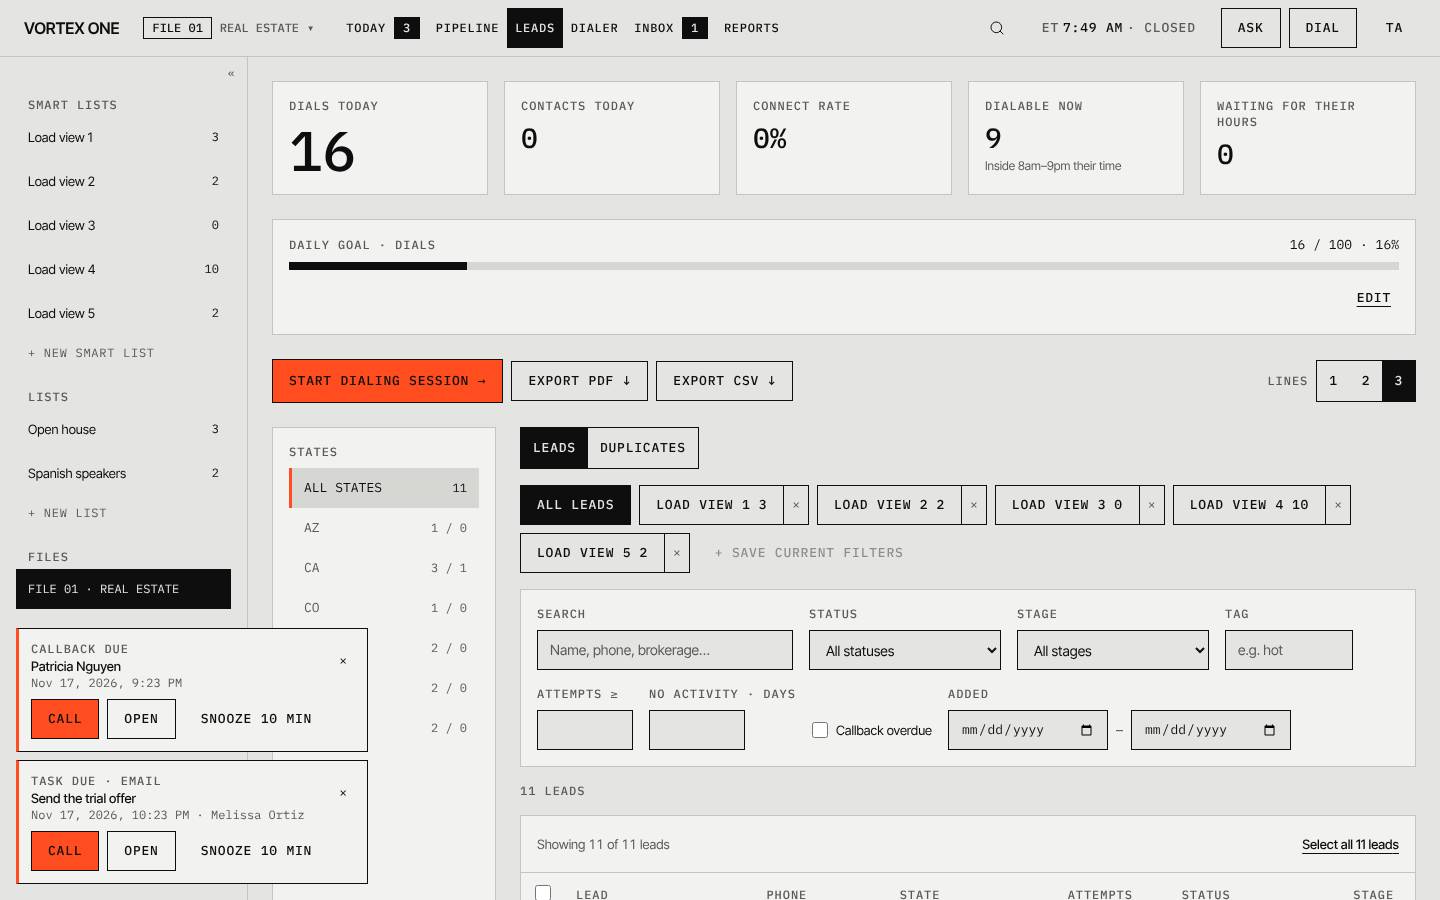 VORTEX ONE
FILE 01 REAL ESTATE ▾
TODAY 3 PIPELINE LEADS DIALER INBOX 1 REPORTS
ET 7:49 AM · CLOSED
ASK
DIAL
TA
«
SMART LISTS
Load view 1 3
Load view 2 2
Load view 3 0
Load view 4 10
Load view 5 2
+ NEW SMART LIST
LISTS
Open house 3
Spanish speakers 2
+ NEW LIST
FILES
FILE 01 · REAL ESTATE
CALLBACK DUE
Patricia Nguyen ×
Nov 17, 2026, 9:23 PM
CALL OPEN SNOOZE 10 MIN
TASK DUE · EMAIL
Send the trial offer ×
Nov 17, 2026, 10:23 PM · Melissa Ortiz
CALL OPEN SNOOZE 10 MIN
DIALS TODAY
16
CONTACTS TODAY
0
CONNECT RATE
0%
DIALABLE NOW
9
Inside 8am–9pm their time
WAITING FOR THEIR
HOURS
0
DAILY GOAL · DIALS 16 / 100 · 16%
EDIT
START DIALING SESSION → EXPORT PDF ↓ EXPORT CSV ↓
LINES 1 2 3
STATES
ALL STATES 11
AZ 1 / 0
CA 3 / 1
CO 1 / 0
2 / 0
2 / 0
2 / 0
LEADS DUPLICATES
ALL LEADS LOAD VIEW 1 3 × LOAD VIEW 2 2 × LOAD VIEW 3 0 × LOAD VIEW 4 10 ×
LOAD VIEW 5 2 × + SAVE CURRENT FILTERS
SEARCH STATUS STAGE TAG
Name, phone, brokerage… All statuses All stages e.g. hot
ATTEMPTS ≥ NO ACTIVITY · DAYS ADDED
Callback overdue mm/dd/yyyy – mm/dd/yyyy
11 LEADS
Showing 11 of 11 leads Select all 11 leads
LEAD PHONE STATE ATTEMPTS STATUS STAGE